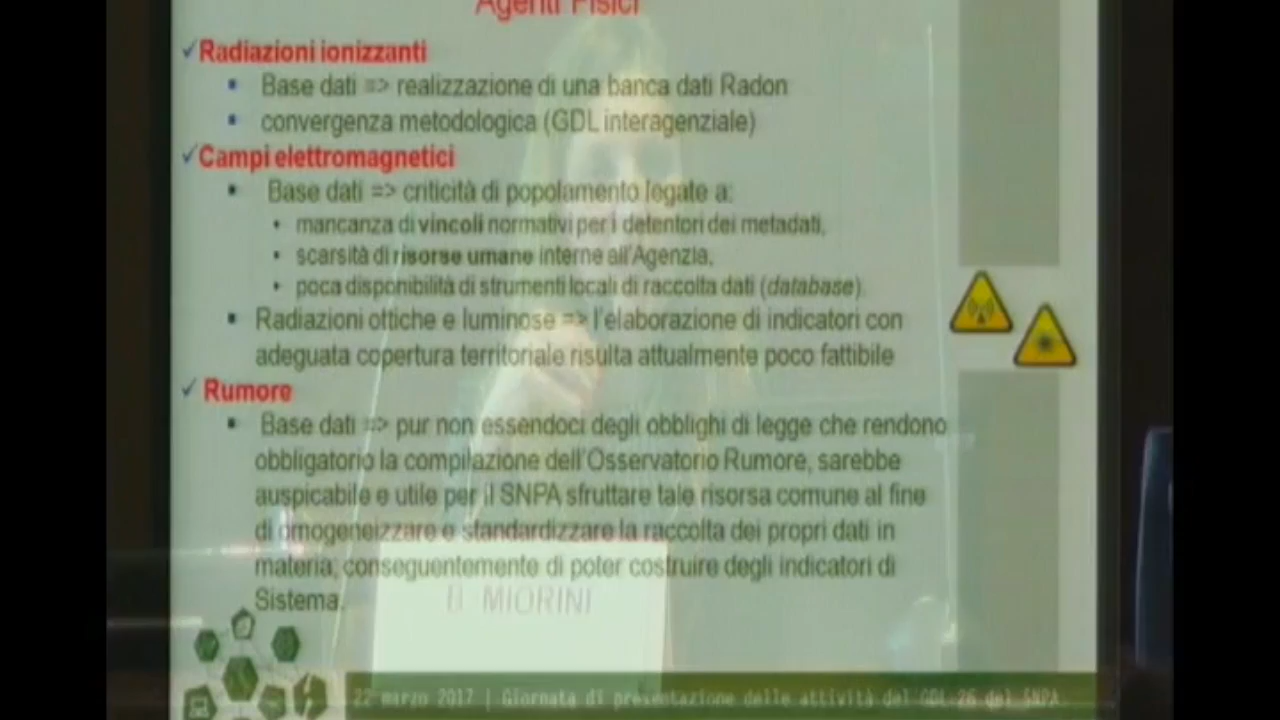 Agenti Fisici
✓Radiazioni ionizzanti
▪ Base dati => realizzazione di una banca dati Radon
▪ convergenza metodologica (GDL interagenziale)
✓Campi elettromagnetici
▪ Base dati => criticità di popolamento legate a:
• mancanza di vincoli normativi per i detentori dei metadati,
• scarsità di risorse umane interne all'Agenzia,
• poca disponibilità di strumenti locali di raccolta dati (database).
▪ Radiazioni ottiche e luminose => l'elaborazione di indicatori con
adeguata copertura territoriale risulta attualmente poco fattibile
✓ Rumore
▪ Base dati => pur non essendoci degli obblighi di legge che rendono
obbligatorio la compilazione dell'Osservatorio Rumore, sarebbe
auspicabile e utile per il SNPA sfruttare tale risorsa comune al fine
di omogeneizzare e standardizzare la raccolta dei propri dati in
materia; conseguentemente di poter costruire degli indicatori di
Sistema.
MIORINI
22 marzo 2017 | Giornata di presentazione delle attività del GDL 26 del SNPA